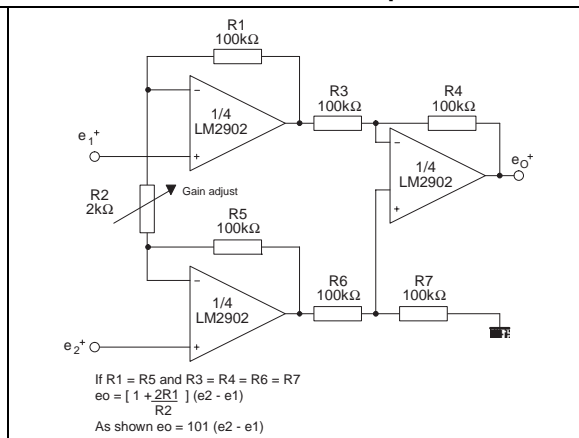 R1
100kΩ
R3
100kΩ
R4
100kΩ
1/4
LM2902
e1+
1/4
LM2902
eO+
R2
2kΩ
Gain adjust
R5
100kΩ
R6
100kΩ
R7
100kΩ
1/4
LM2902
e2+
If R1 = R5 and R3 = R4 = R6 = R7
eo = [ 1 + 2R1 ] (e2 - e1)
R2
As shown eo = 101 (e2 - e1)